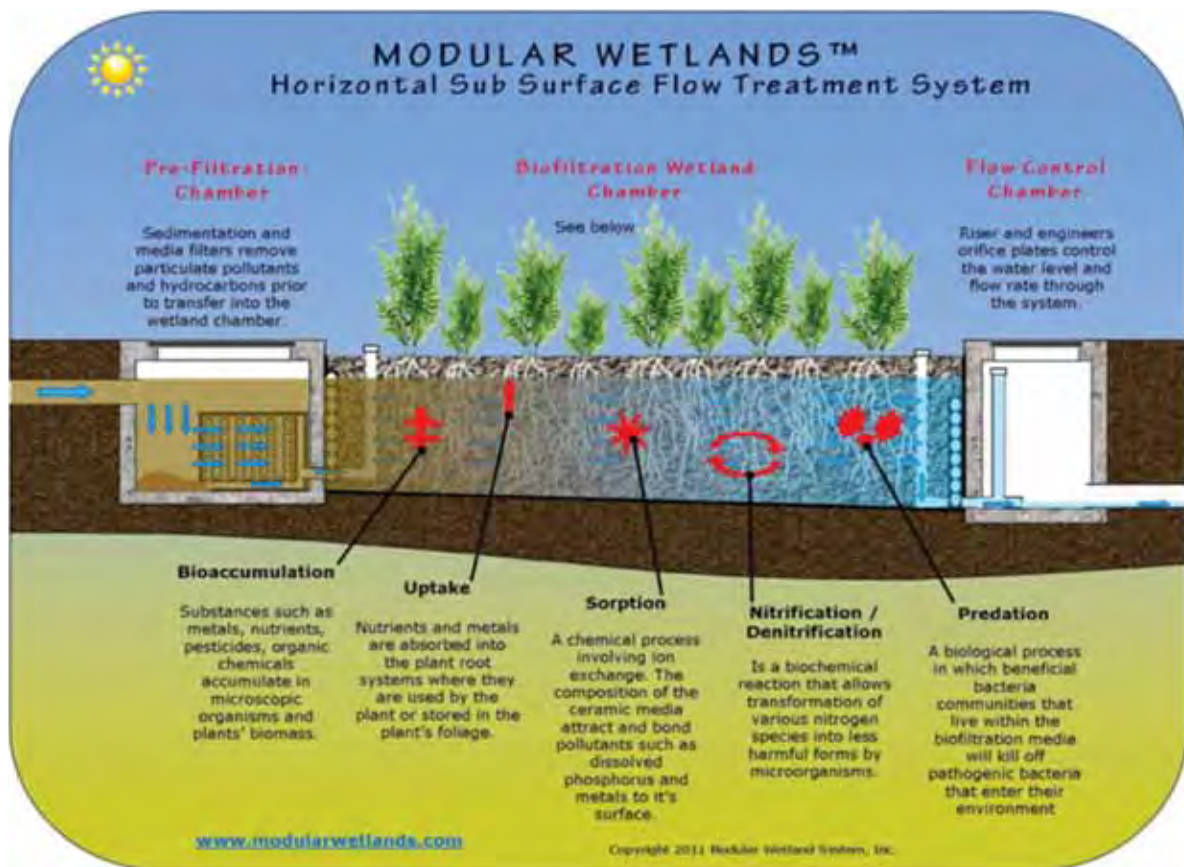 MODULAR WETLANDS™
Horizontal Sub Surface Flow Treatment System
Pre-Filtration
Chamber
Sedimentation and
media filters remove
particulate pollutants
and hydrocarbons prior
to transfer into the
wetland chamber.
Biofiltration Wetland
Chamber
See below
Flow Control
Chamber
Riser and engineers
orifice plates control
the water level and
flow rate through
the system.
Bioaccumulation
Substances such as
metals, nutrients,
pesticides, organic
chemicals
accumulate in
microscopic
organisms and
plants' biomass.
Uptake
Nutrients and metals
are absorbed into
the plant root
systems where they
are used by the
plant or stored in the
plant's foliage.
Sorption
A chemical process
involving ion
exchange. The
composition of the
ceramic media
attract and bond
pollutants such as
dissolved
phosphorus and
metals to it's
surface.
Nitrification /
Denitrification
Is a biochemical
reaction that allows
transformation of
various nitrogen
species into less
harmful forms by
microorganisms.
Predation
A biological process
in which beneficial
bacteria
communities that
live within the
biofiltration media
will kill off
pathogenic bacteria
that enter their
environment
www.modularwetlands.com
Copyright 2011 Modular Wetland System, Inc.